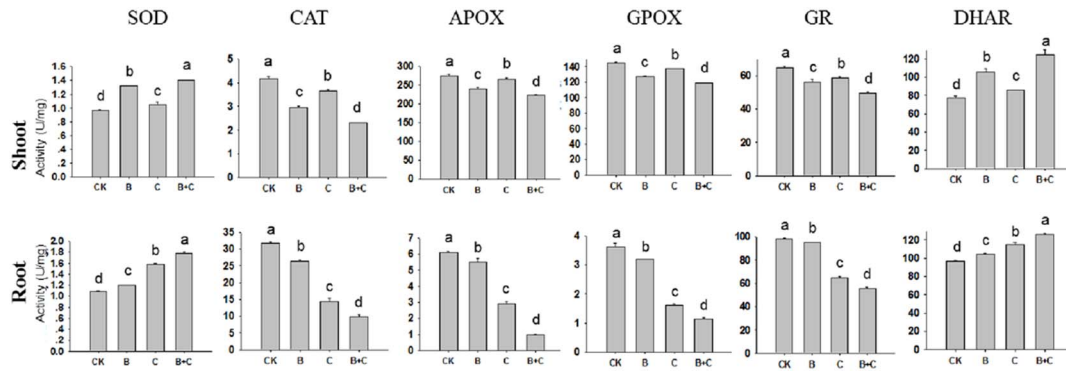 SOD CAT APOX GPOX GR DHAR
Shoot
Activity (U/mg)
1.6 1.4 1.2 1.0 .8 .6 .4 .2 0.0
d b c a
CK B C B+C
5 4 3 2 1 0
a c b d
CK B C B+C
300 250 200 150 100 50 0
a c b d
CK B C B+C
140 120 100 80 60 40 20 0
a c b d
CK B C B+C
60 40 20 0
a c b d
CK B C B+C
120 100 80 60 40 20 0
d b c a
CK B C B+C
Root
Activity (U/mg)
2.0 1.8 1.6 1.4 1.2 1.0 .8 .6 .4 .2 0.0
d c b a
CK B C B+C
35 30 25 20 15 10 5 0
a b c d
CK B C B+C
7 6 5 4 3 2 1 0
a b c d
CK B C B+C
4 3 2 1 0
a b c d
CK B C B+C
100 80 60 40 20 0
a b c d
CK B C B+C
120 100 80 60 40 20 0
d c b a
CK B C B+C